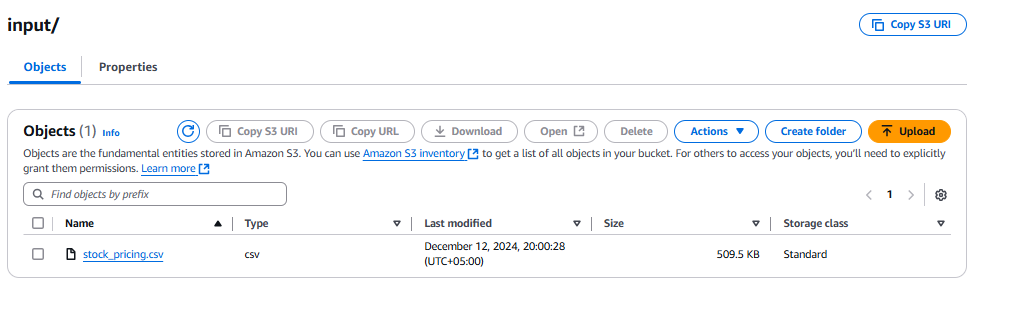 input/
Copy S3 URI
Objects
Properties
Objects (1) Info
Copy S3 URI
Copy URL
Download
Open
Delete
Actions
Create folder
Upload
Objects are the fundamental entities stored in Amazon S3. You can use Amazon S3 inventory to get a list of all objects in your bucket. For others to access your objects, you'll need to explicitly
grant them permissions. Learn more
Find objects by prefix
1
Name
Type
Last modified
Size
Storage class
stock_pricing.csv
csv
December 12, 2024, 20:00:28
(UTC+05:00)
509.5 KB
Standard